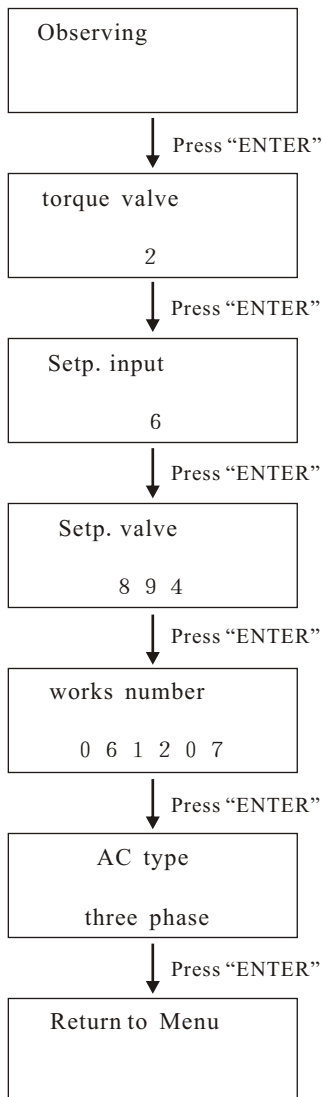 Observing
Press “ENTER”
torque valve
2
Press “ENTER”
Setp. input
6
Press “ENTER”
Setp. valve
8 9 4
Press “ENTER”
works number
0 6 1 2 0 7
Press “ENTER”
AC type
three phase
Press “ENTER”
Return to Menu